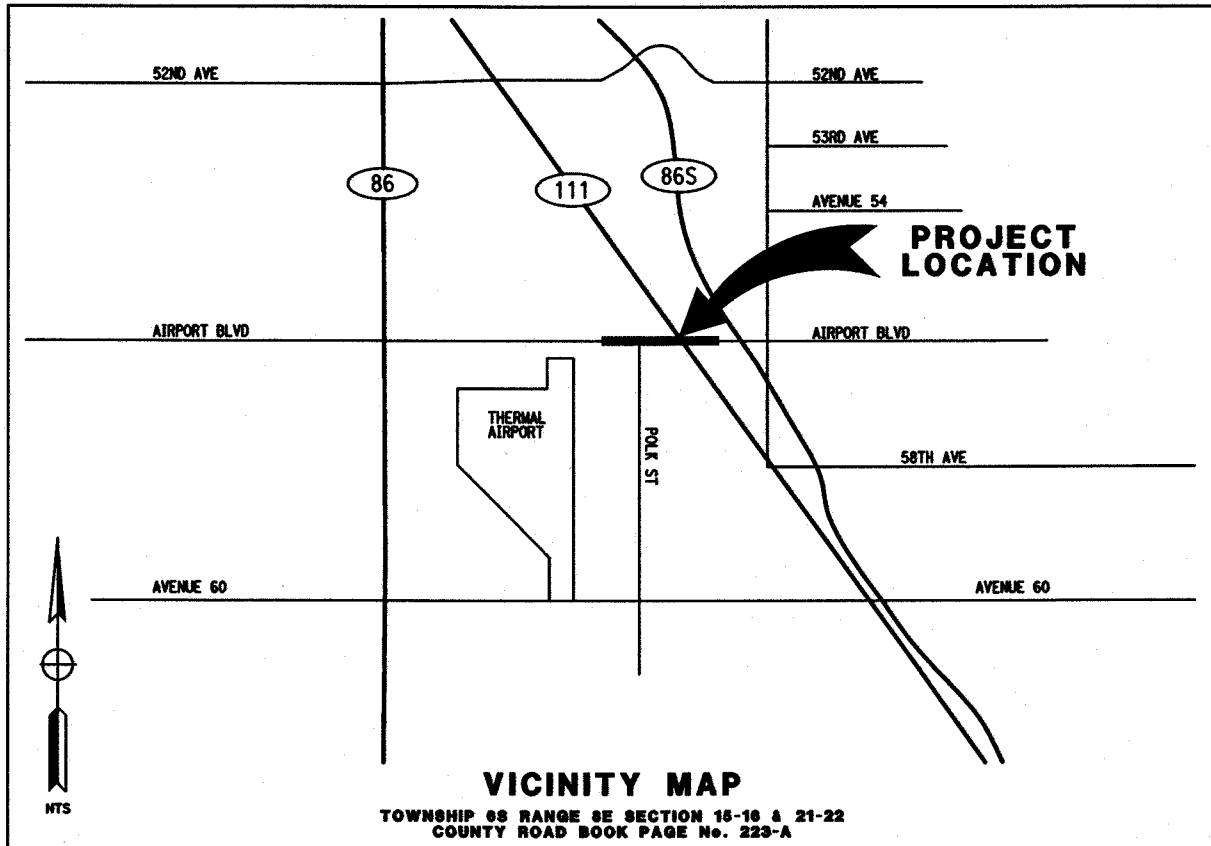 52ND AVE
52ND AVE
53RD AVE
86
111
86S
AVENUE 54
PROJECT
LOCATION
AIRPORT BLVD
AIRPORT BLVD
THERMAL
AIRPORT
POLK ST
58TH AVE
AVENUE 60
AVENUE 60
NTS
VICINITY MAP
TOWNSHIP 6S RANGE 8E SECTION 15-16 & 21-22
COUNTY ROAD BOOK PAGE No. 223-A